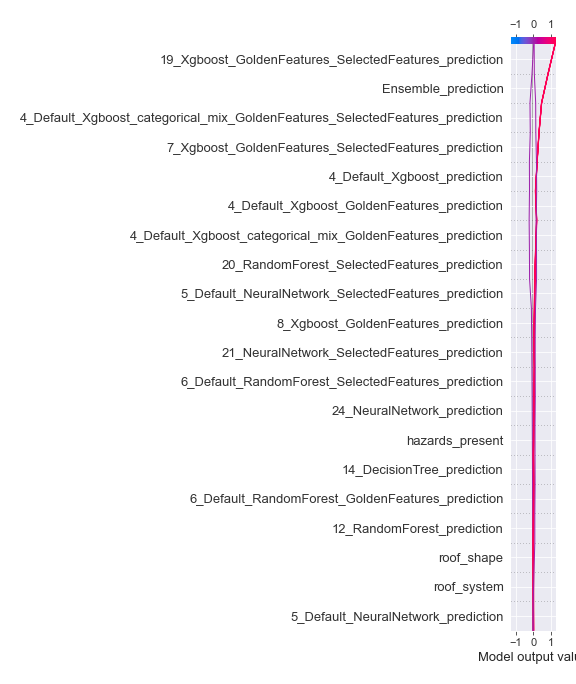 −1 0 1
19_Xgboost_GoldenFeatures_SelectedFeatures_prediction
Ensemble_prediction
4_Default_Xgboost_categorical_mix_GoldenFeatures_SelectedFeatures_prediction
7_Xgboost_GoldenFeatures_SelectedFeatures_prediction
4_Default_Xgboost_prediction
4_Default_Xgboost_GoldenFeatures_prediction
4_Default_Xgboost_categorical_mix_GoldenFeatures_prediction
20_RandomForest_SelectedFeatures_prediction
5_Default_NeuralNetwork_SelectedFeatures_prediction
8_Xgboost_GoldenFeatures_prediction
21_NeuralNetwork_SelectedFeatures_prediction
6_Default_RandomForest_SelectedFeatures_prediction
24_NeuralNetwork_prediction
hazards_present
14_DecisionTree_prediction
6_Default_RandomForest_GoldenFeatures_prediction
12_RandomForest_prediction
roof_shape
roof_system
5_Default_NeuralNetwork_prediction
−1 0 1
Model output valu